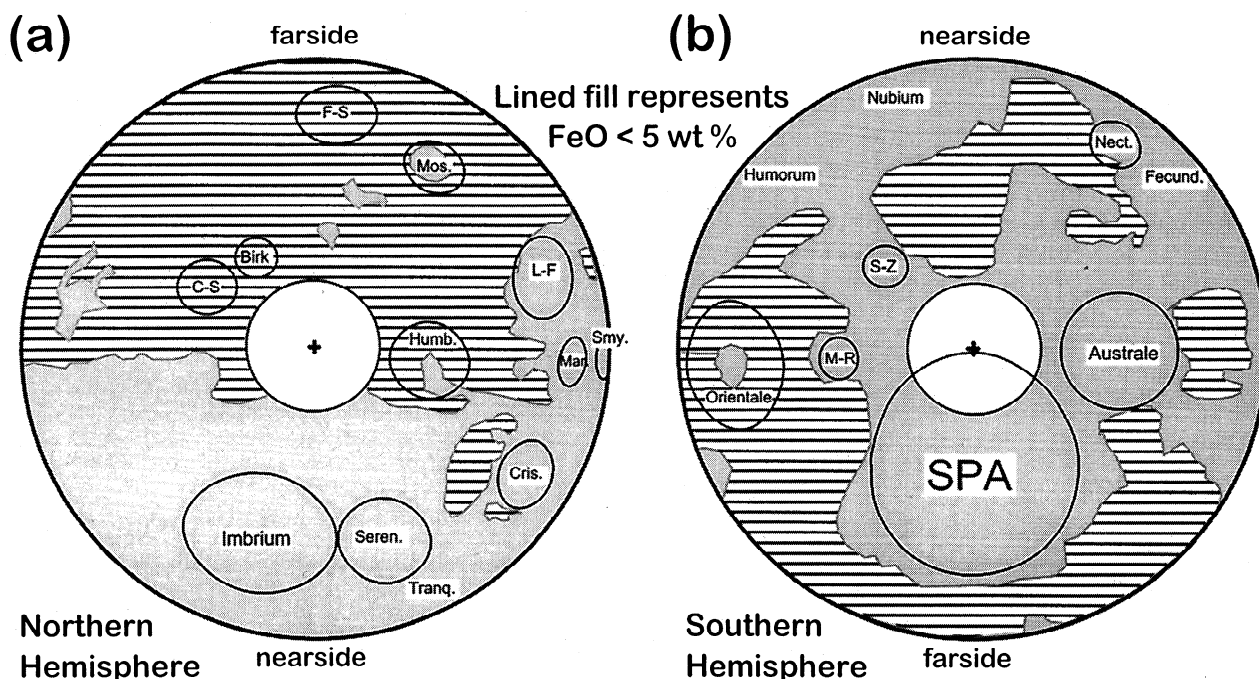 (a)
farside
F-S
Mos.
Birk
C-S
L-F
Humb.
Mar.
Smy.
Cris.
Imbrium
Seren.
Tranq.
Northern
Hemisphere
nearside
Lined fill represents
FeO < 5 wt %
(b)
nearside
Nubium
Nect.
Humorum
Fecund.
S-Z
M-R
Australe
Orientale
SPA
Southern
Hemisphere
farside